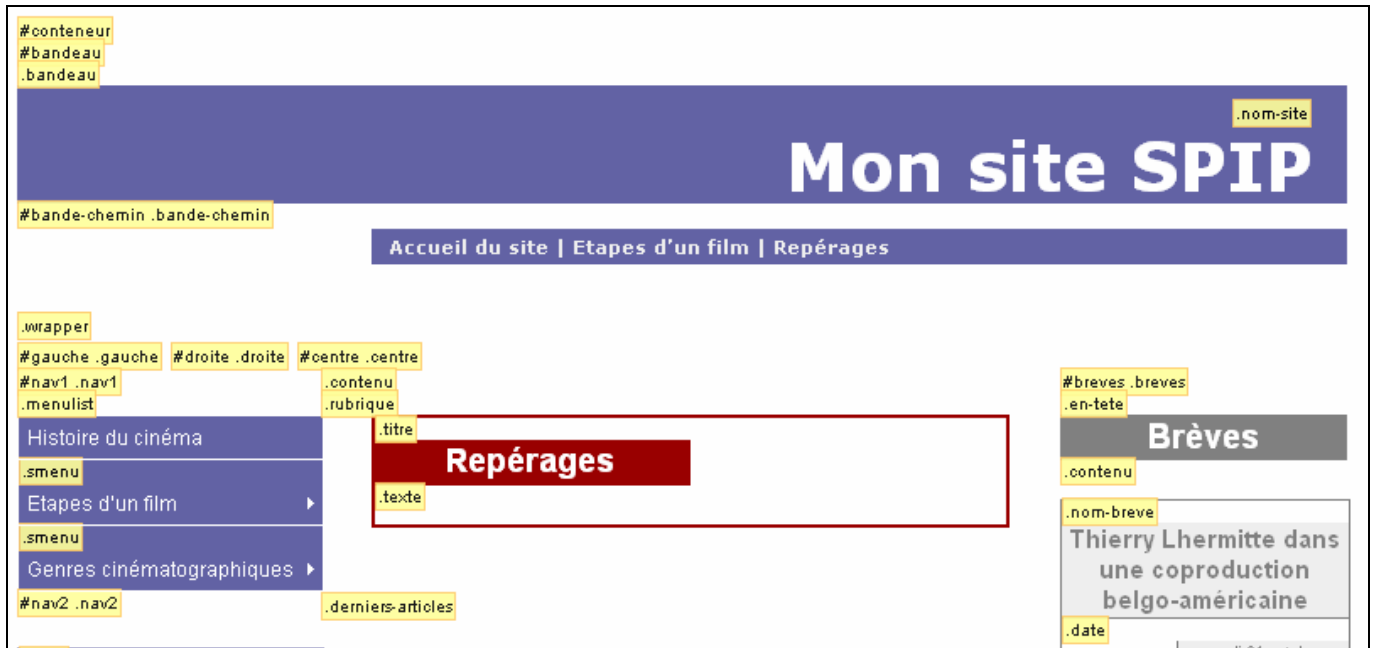 #conteneur
#bandeau
.bandeau
.nom-site
Mon site SPIP
#bande-chemin .bande-chemin
Accueil du site | Etapes d'un film | Repérages
.wrapper
#gauche .gauche #droite .droite #centre .centre
#nav1 .nav1
.menulist
Histoire du cinéma
.smenu
Etapes d'un film
.smenu
Genres cinématographiques
#nav2 .nav2
.contenu
.rubrique
.titre
Repérages
.texte
.derniers-articles
#breves .breves
.en-tete
Brèves
.contenu
.nom-breve
Thierry Lhermitte dans
une coproduction
belgo-américaine
.date